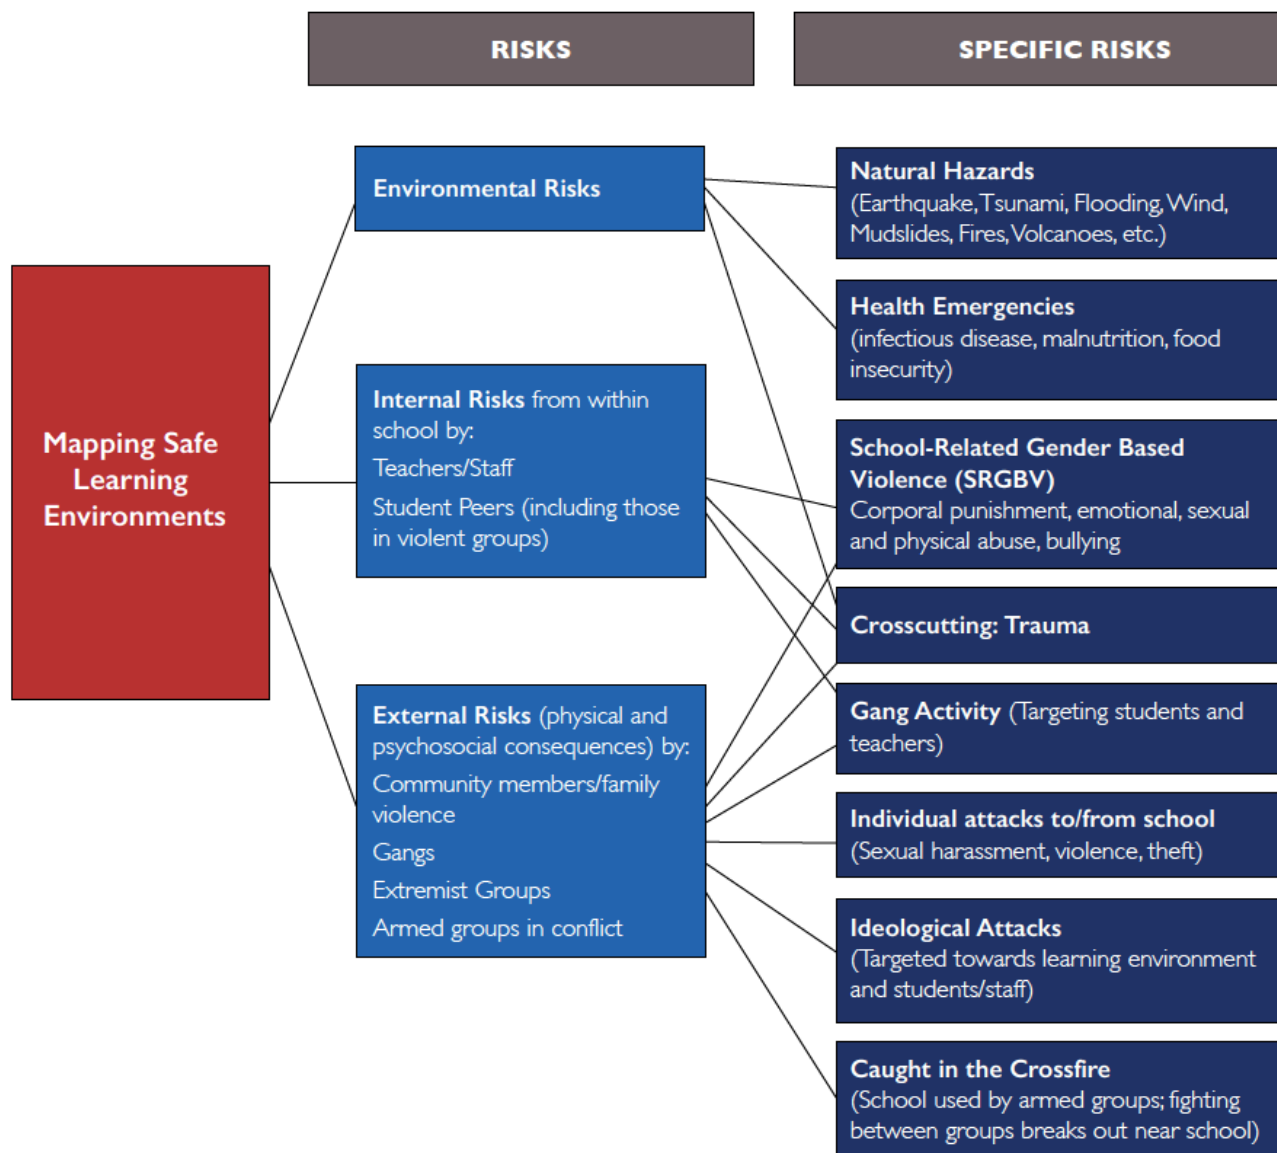 RISKS
SPECIFIC RISKS
Mapping Safe
Learning
Environments
Environmental Risks
Internal Risks from within
school by:
Teachers/Staff
Student Peers (including those
in violent groups)
External Risks (physical and
psychosocial consequences) by:
Community members/family
violence
Gangs
Extremist Groups
Armed groups in conflict
Natural Hazards
(Earthquake, Tsunami, Flooding, Wind,
Mudslides, Fires, Volcanoes, etc.)
Health Emergencies
(infectious disease, malnutrition, food
insecurity)
School-Related Gender Based
Violence (SRGBV)
Corporal punishment, emotional, sexual
and physical abuse, bullying
Crosscutting: Trauma
Gang Activity (Targeting students and
teachers)
Individual attacks to/from school
(Sexual harassment, violence, theft)
Ideological Attacks
(Targeted towards learning environment
and students/staff)
Caught in the Crossfire
(School used by armed groups; fighting
between groups breaks out near school)